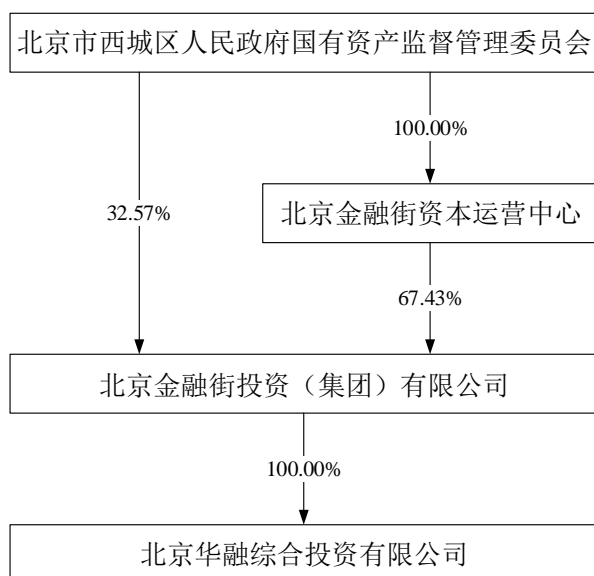 北京市西城区人民政府国有资产监督管理委员会
100.00%
32.57%
北京金融街资本运营中心
67.43%
北京金融街投资（集团）有限公司
100.00%
北京华融综合投资有限公司